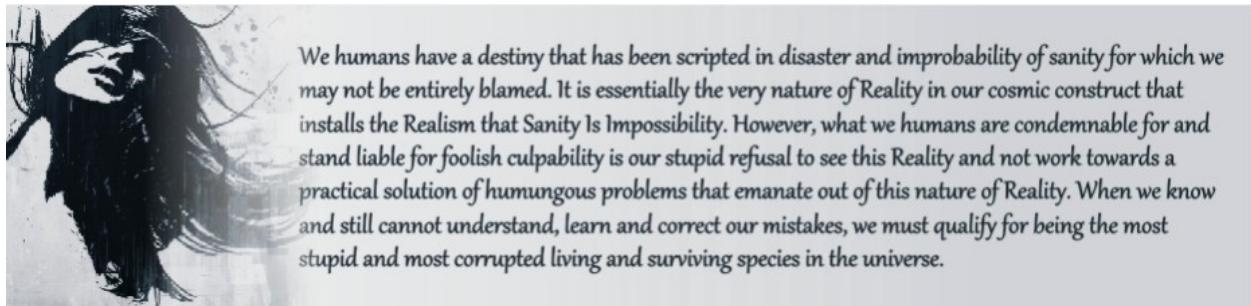 We humans have a destiny that has been scripted in disaster and improbability of sanity for which we
may not be entirely blamed. It is essentially the very nature of Reality in our cosmic construct that
installs the Realism that Sanity Is Impossibility. However, what we humans are condemnable for and
stand liable for foolish culpability is our stupid refusal to see this Reality and not work towards a
practical solution of humungous problems that emanate out of this nature of Reality. When we know
and still cannot understand, learn and correct our mistakes, we must qualify for being the most
stupid and most corrupted living and surviving species in the universe.